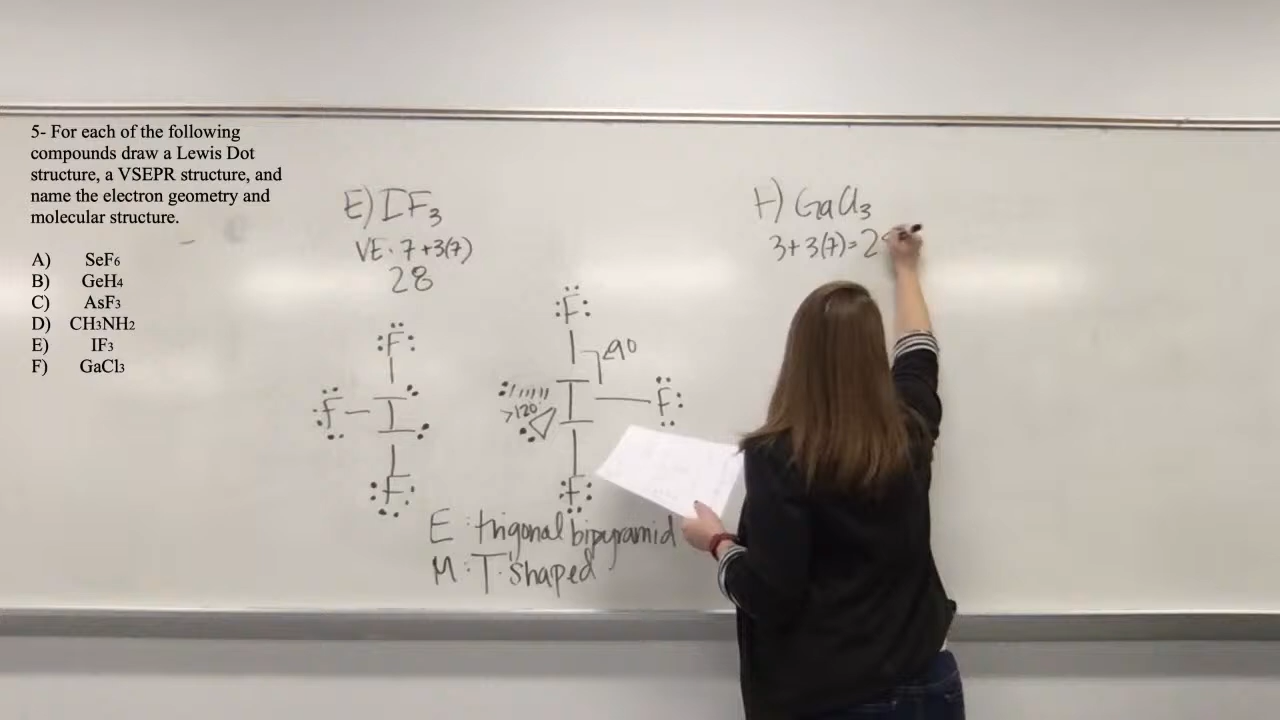 5- For each of the following
compounds draw a Lewis Dot
structure, a VSEPR structure, and
name the electron geometry and
molecular structure.
A) SeF6
B) GeH4
C) AsF3
D) CH3NH2
E) IF3
F) GaCl3
E) IF3
VE: 7 + 3(7)
28
F
F I
F
F
<90
I F
>120
F
E : trigonal bipyramid
M : T-shaped
F) GaCl3
3 + 3(7) = 2